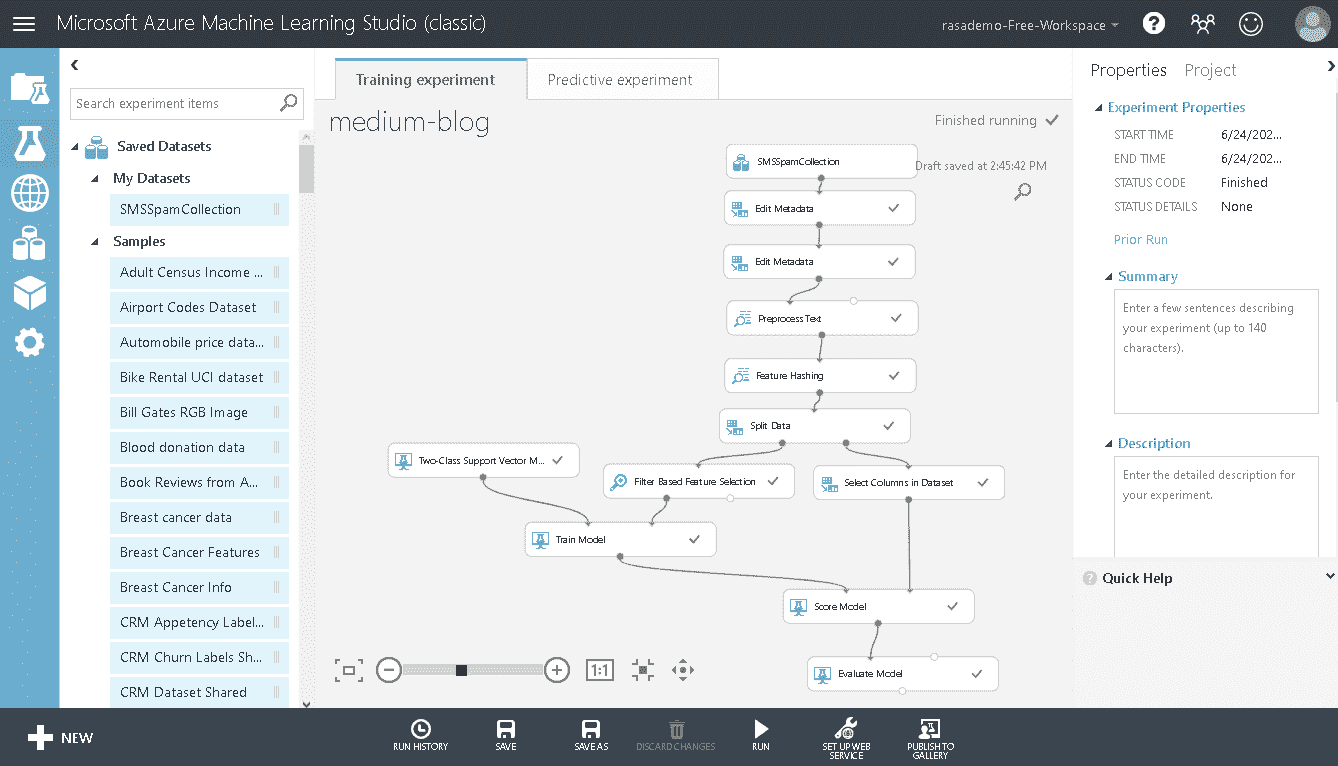 Microsoft Azure Machine Learning Studio (classic)
rasademo-Free-Workspace
?
Search experiment items
Saved Datasets
My Datasets
SMSSpamCollection
Samples
Adult Census Income ...
Airport Codes Dataset
Automobile price data...
Bike Rental UCI dataset
Bill Gates RGB Image
Blood donation data
Book Reviews from A...
Breast cancer data
Breast Cancer Features
Breast Cancer Info
CRM Appetency Label...
CRM Churn Labels Sh...
CRM Dataset Shared
Training experiment
Predictive experiment
medium-blog
Finished running
Draft saved at 2:45:42 PM
SMSSpamCollection
Edit Metadata
Edit Metadata
Preprocess Text
Feature Hashing
Split Data
Two-Class Support Vector M...
Filter Based Feature Selection
Select Columns in Dataset
Train Model
Score Model
Evaluate Model
1:1
Properties
Project
Experiment Properties
START TIME 6/24/202...
END TIME 6/24/202...
STATUS CODE Finished
STATUS DETAILS None
Prior Run
Summary
Enter a few sentences describing
your experiment (up to 140
characters).
Description
Enter the detailed description for
your experiment.
? Quick Help
NEW
RUN HISTORY
SAVE
SAVE AS
DISCARD CHANGES
RUN
SET UP WEB
SERVICE
PUBLISH TO
GALLERY